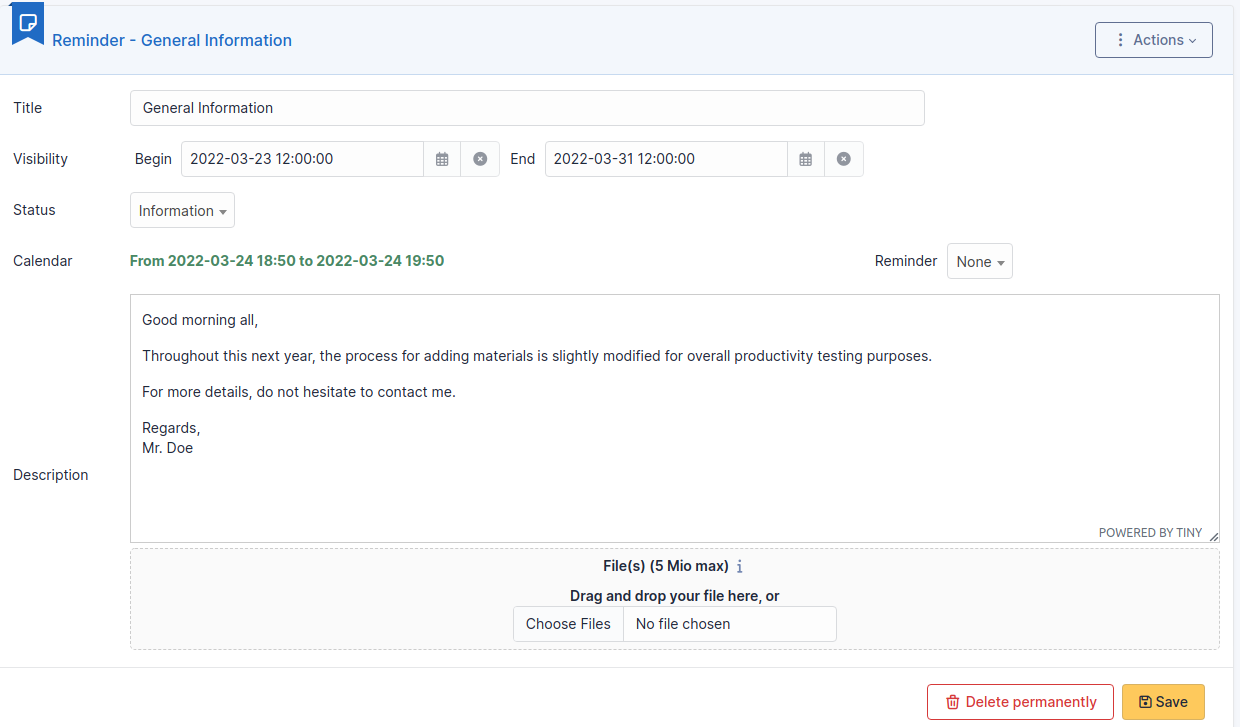 Reminder - General Information
Actions
Title
General Information
Visibility
Begin
2022-03-23 12:00:00
End
2022-03-31 12:00:00
Status
Information
Calendar
From 2022-03-24 18:50 to 2022-03-24 19:50
Reminder
None
Good morning all,
Throughout this next year, the process for adding materials is slightly modified for overall productivity testing purposes.
For more details, do not hesitate to contact me.
Regards,
Mr. Doe
Description
POWERED BY TINY
File(s) (5 Mio max) i
Drag and drop your file here, or
Choose Files
No file chosen
Delete permanently
Save